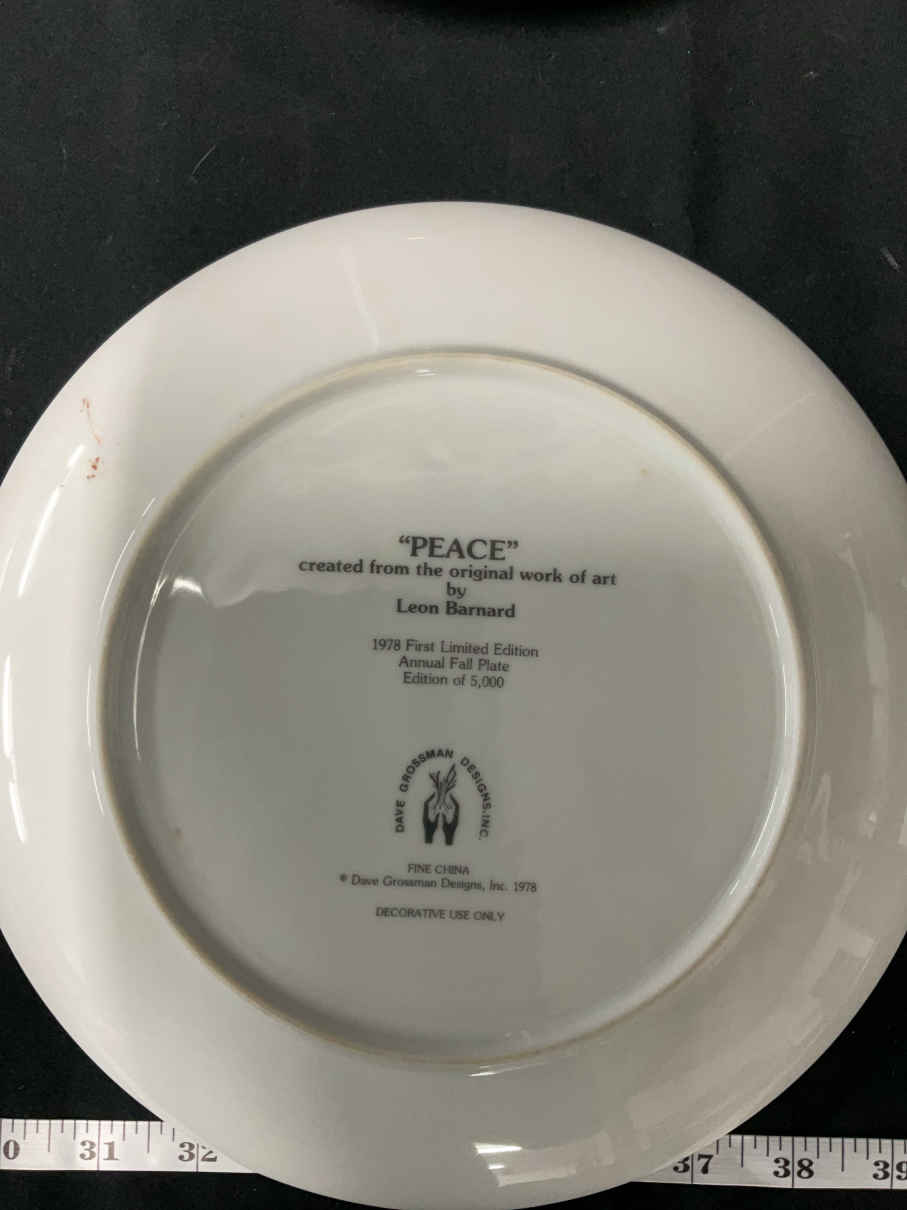 “PEACE”
created from the original work of art
by
Leon Barnard
1978 First Limited Edition
Annual Fall Plate
Edition of 5,000
DAVE GROSSMAN DESIGNS, INC.
FINE CHINA
© Dave Grossman Designs, Inc. 1978
DECORATIVE USE ONLY
0 31 32 37 38 39